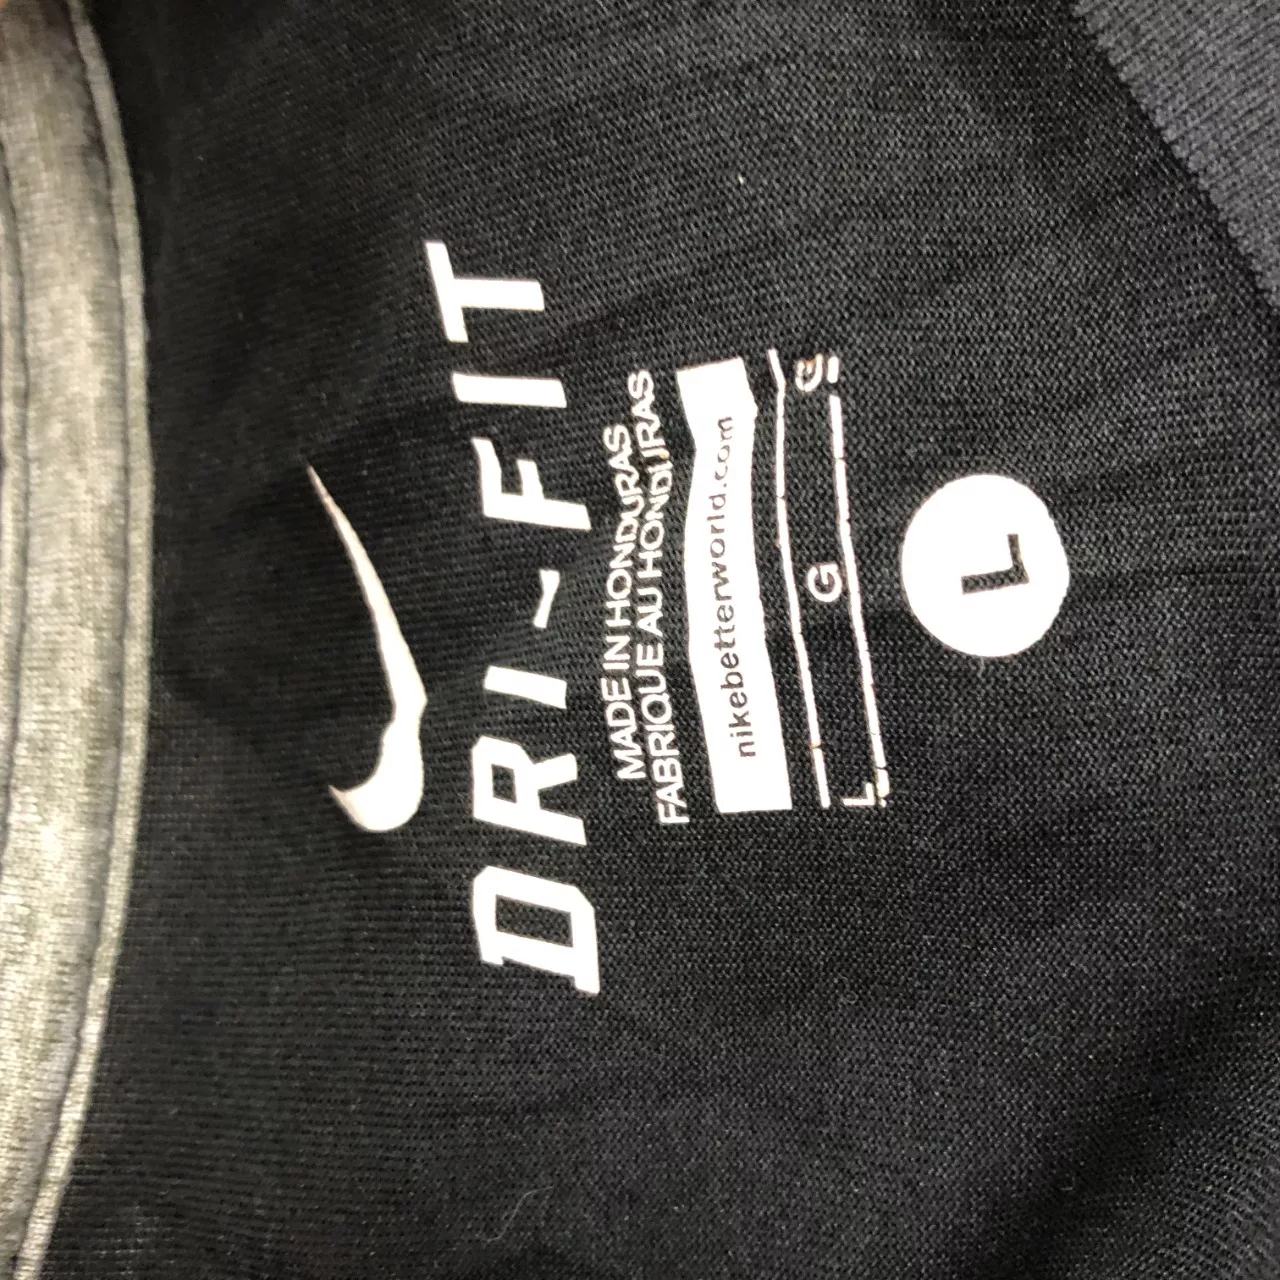 DRI-FIT
MADE IN HONDURAS
FABRIQUE AU HONDURAS
nikebetterworld.com
L G G
L